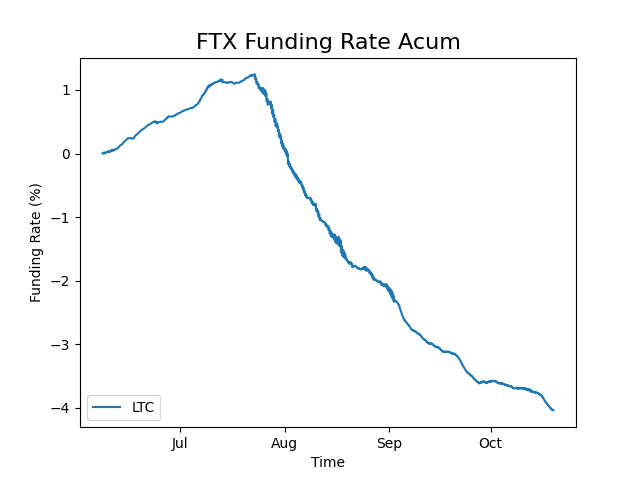 FTX Funding Rate Acum
Funding Rate (%)
1
0
−1
−2
−3
−4
LTC
Jul
Aug
Sep
Oct
Time